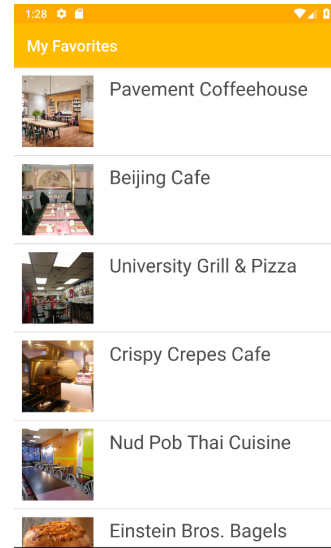 1:28
My Favorites
Pavement Coffeehouse
Beijing Cafe
University Grill & Pizza
Crispy Crepes Cafe
Nud Pob Thai Cuisine
Einstein Bros. Bagels